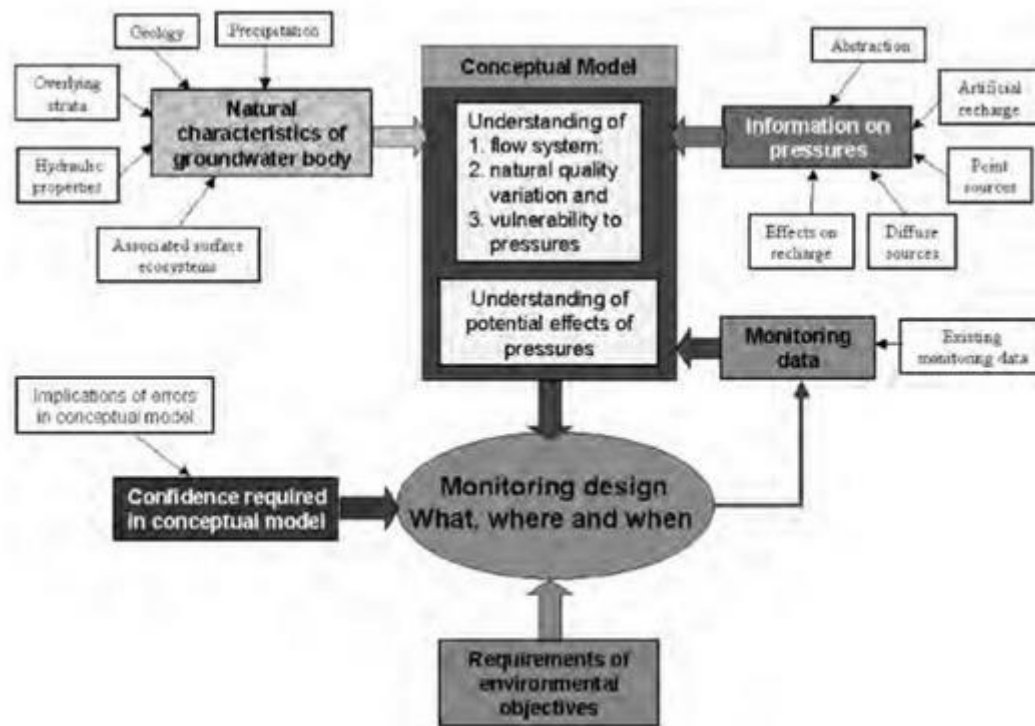 Geology
Precipitation
Overlying
strata
Natural
characteristics of
groundwater body
Hydraulic
properties
Associated surface
ecosystems
Conceptual Model
Understanding of
1. flow system:
2. natural quality
variation and
3. vulnerability to
pressures
Understanding of
potential effects of
pressures
Abstraction
Artificial
recharge
Information on
pressures
Point
sources
Effects on
recharge
Diffuse
sources
Monitoring
data
Existing
monitoring data
Implications of errors
in conceptual model
Confidence required
in conceptual model
Monitoring design
What, where and when
Requirements of
environmental
objectives